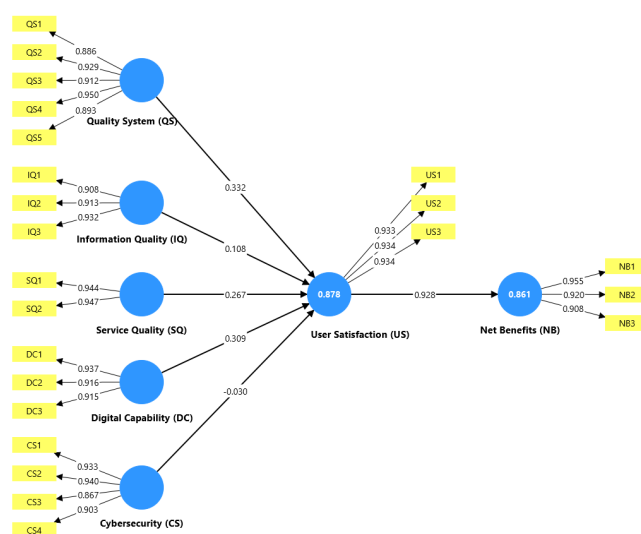 QS1
QS2
QS3
QS4
QS5
0.886
0.929
0.912
0.950
0.893
Quality System (QS)
IQ1
IQ2
IQ3
0.908
0.913
0.932
Information Quality (IQ)
SQ1
SQ2
0.944
0.947
Service Quality (SQ)
DC1
DC2
DC3
0.937
0.916
0.915
Digital Capability (DC)
CS1
CS2
CS3
CS4
0.933
0.940
0.867
0.903
Cybersecurity (CS)
0.332
0.108
0.267
0.309
-0.030
US1
US2
US3
0.933
0.934
0.934
0.878
User Satisfaction (US)
0.928
0.861
Net Benefits (NB)
0.955
0.920
0.908
NB1
NB2
NB3